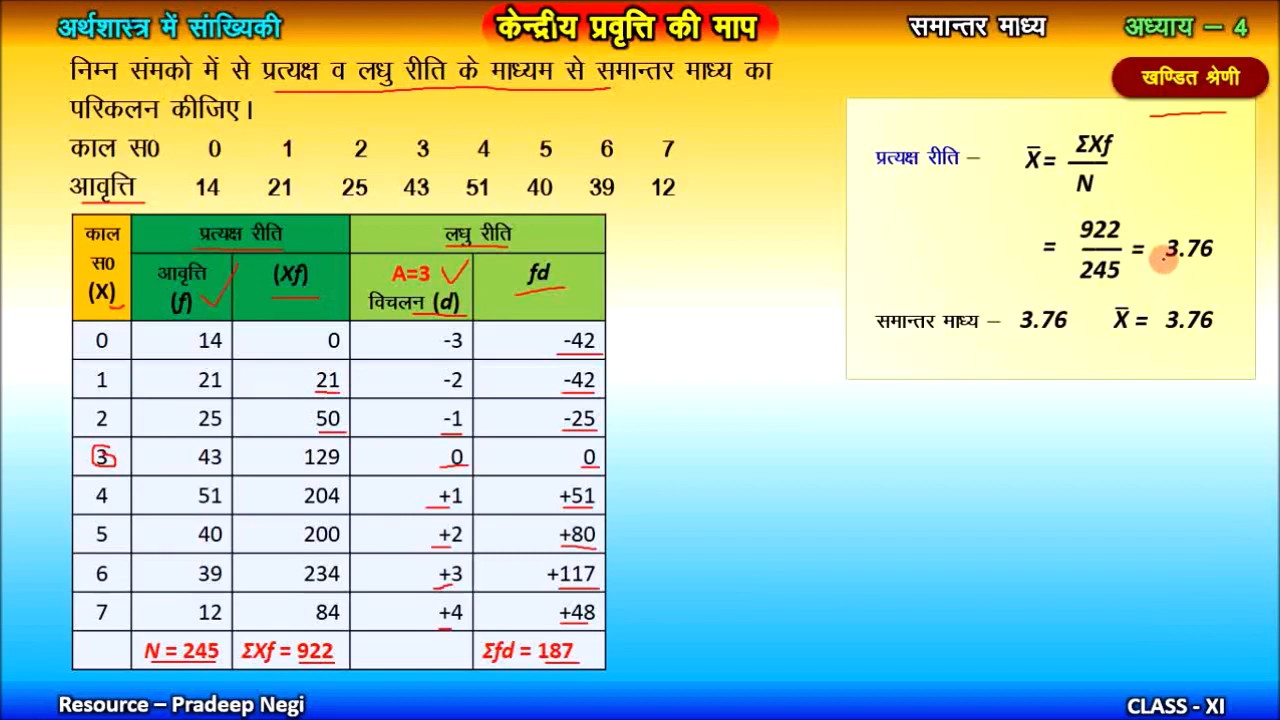 अर्थशास्त्र में सांख्यिकी केन्द्रीय प्रवृत्ति की माप समान्तर माध्य अध्याय – 4
निम्न संमको में से प्रत्यक्ष व लधु रीति के माध्यम से समान्तर माध्य का
परिकलन कीजिए।
काल स0 0 1 2 3 4 5 6 7
आवृत्ति 14 21 25 43 51 40 39 12
काल स0 (X) प्रत्यक्ष रीति लधु रीति
आवृत्ति (f) (Xf) A=3 विचलन (d) fd
0 14 0 -3 -42
1 21 21 -2 -42
2 25 50 -1 -25
3 43 129 0 0
4 51 204 +1 +51
5 40 200 +2 +80
6 39 234 +3 +117
7 12 84 +4 +48
N = 245 ΣXf = 922 Σfd = 187
खण्डित श्रेणी
प्रत्यक्ष रीति – X̄ = ΣXf / N
= 922 / 245 = 3.76
समान्तर माध्य – 3.76 X̄ = 3.76
Resource – Pradeep Negi CLASS - XI